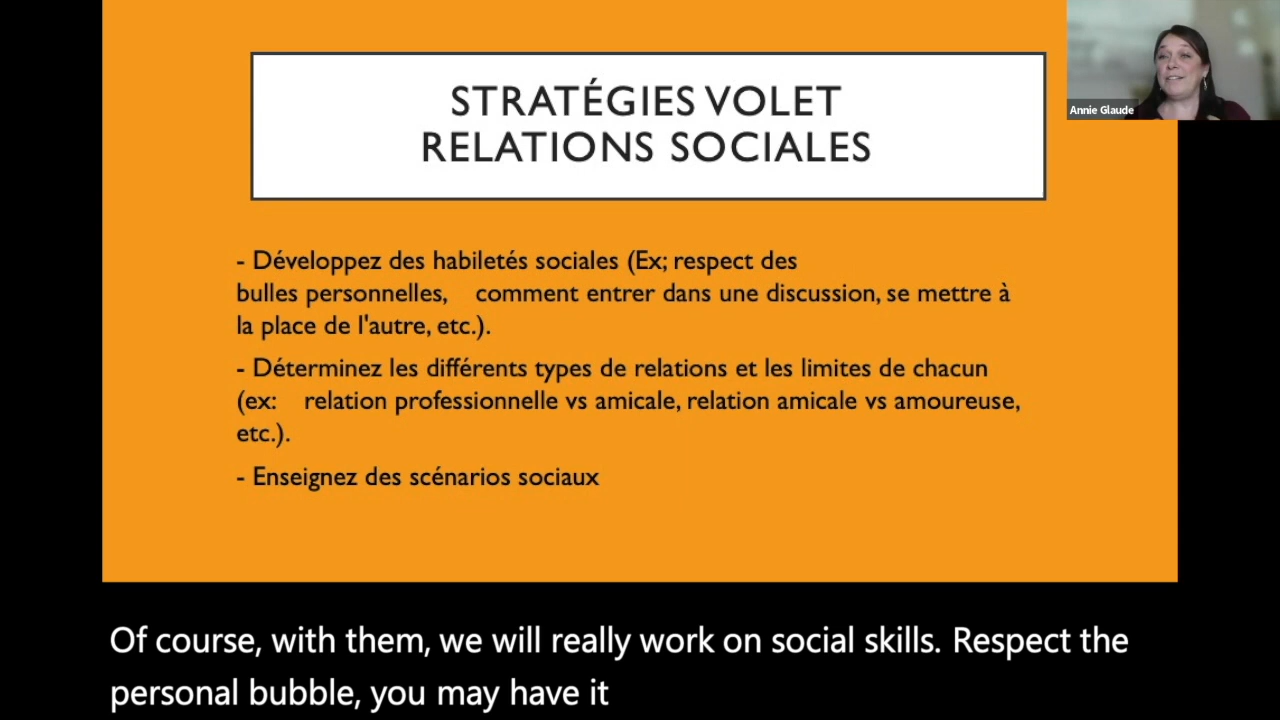 STRATÉGIES VOLET
RELATIONS SOCIALES
Annie Glaude
- Développez des habiletés sociales (Ex; respect des
bulles personnelles, comment entrer dans une discussion, se mettre à
la place de l'autre, etc.).
- Déterminez les différents types de relations et les limites de chacun
(ex: relation professionnelle vs amicale, relation amicale vs amoureuse,
etc.).
- Enseignez des scénarios sociaux
Of course, with them, we will really work on social skills. Respect the
personal bubble, you may have it